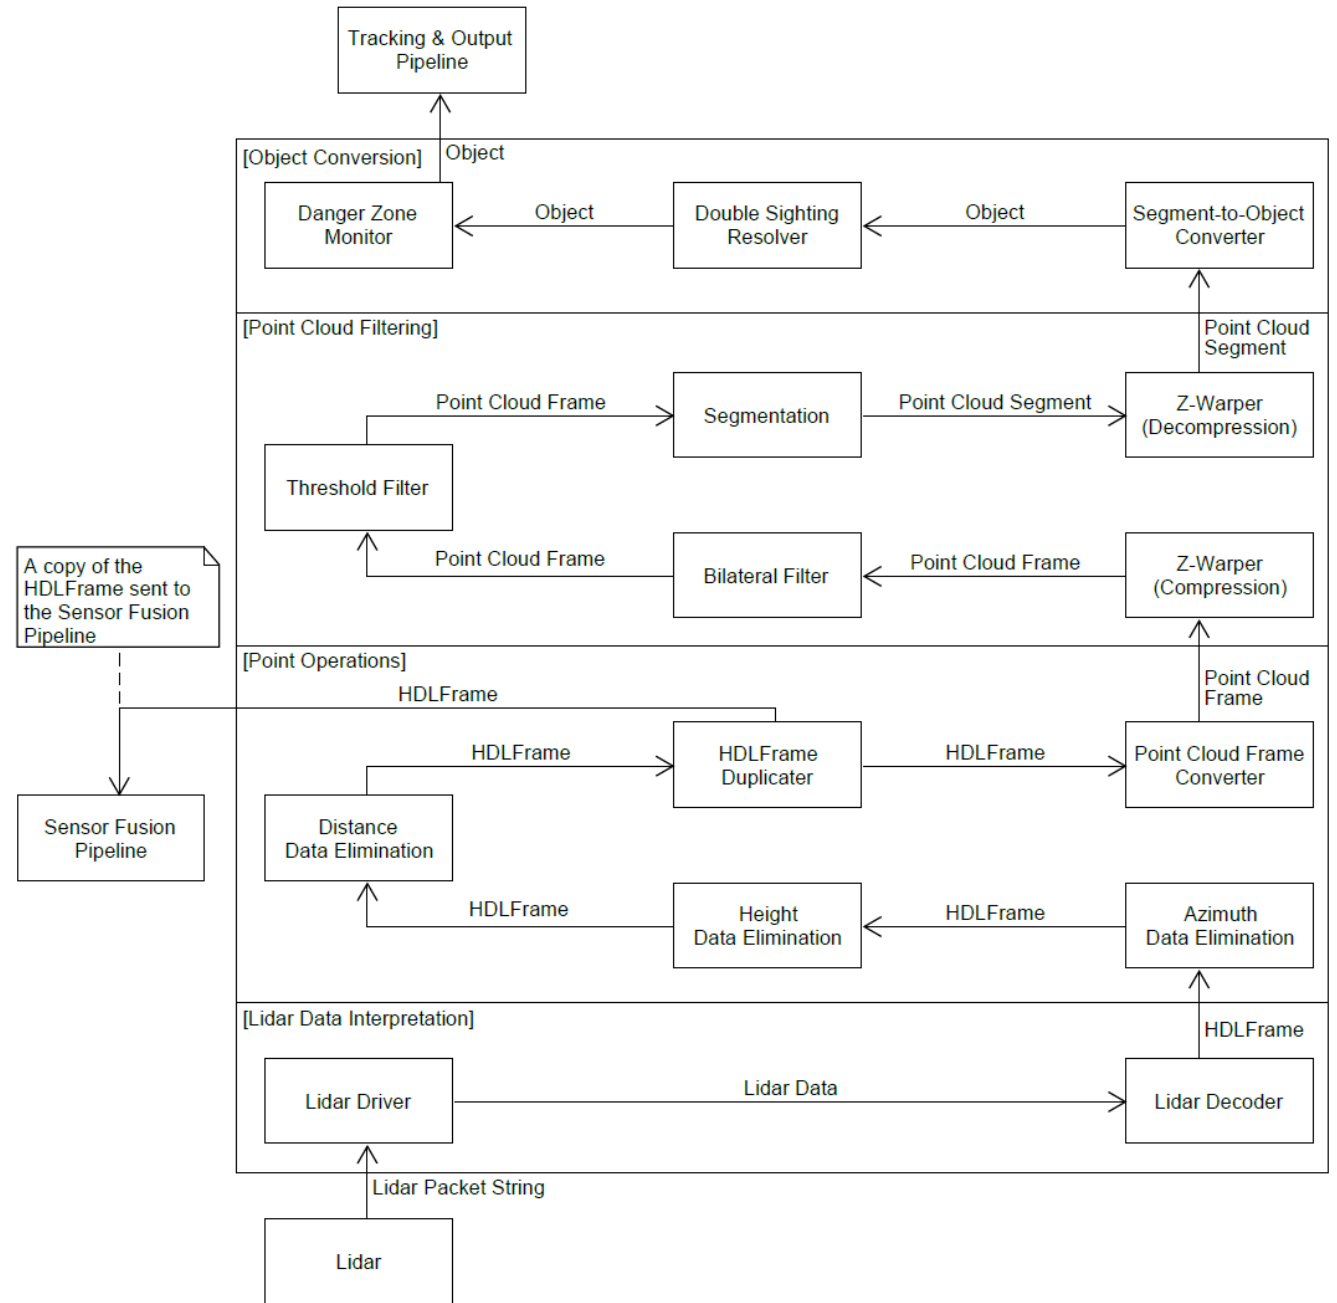 Tracking & Output
Pipeline
[Object Conversion]
Object
Danger Zone
Monitor
Object
Double Sighting
Resolver
Object
Segment-to-Object
Converter
[Point Cloud Filtering]
Point Cloud
Segment
Point Cloud Frame
Segmentation
Point Cloud Segment
Z-Warper
(Decompression)
Threshold Filter
A copy of the
HDLFrame sent to
the Sensor Fusion
Pipeline
Point Cloud Frame
Bilateral Filter
Point Cloud Frame
Z-Warper
(Compression)
[Point Operations]
HDLFrame
Point Cloud
Frame
HDLFrame
HDLFrame
Duplicater
HDLFrame
Point Cloud Frame
Converter
Sensor Fusion
Pipeline
Distance
Data Elimination
HDLFrame
Height
Data Elimination
HDLFrame
Azimuth
Data Elimination
[Lidar Data Interpretation]
HDLFrame
Lidar Driver
Lidar Data
Lidar Decoder
Lidar Packet String
Lidar